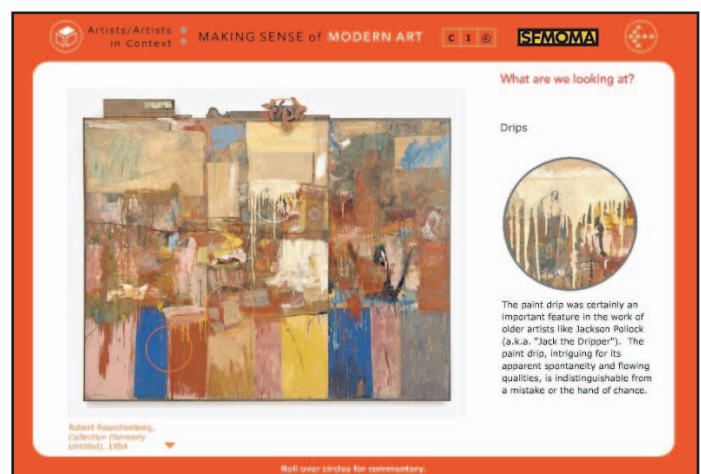 Artists/Artists
in Context
MAKING SENSE of MODERN ART
C I ©
SFMOMA
What are we looking at?
Drips
The paint drip was certainly an
important feature in the work of
older artists like Jackson Pollock
(a.k.a. "Jack the Dripper"). The
paint drip, intriguing for its
apparent spontaneity and flowing
qualities, is indistinguishable from
a mistake or the hand of chance.
Robert Rauschenberg,
Collection (formerly
Untitled), 1954
Roll over circles for commentary.